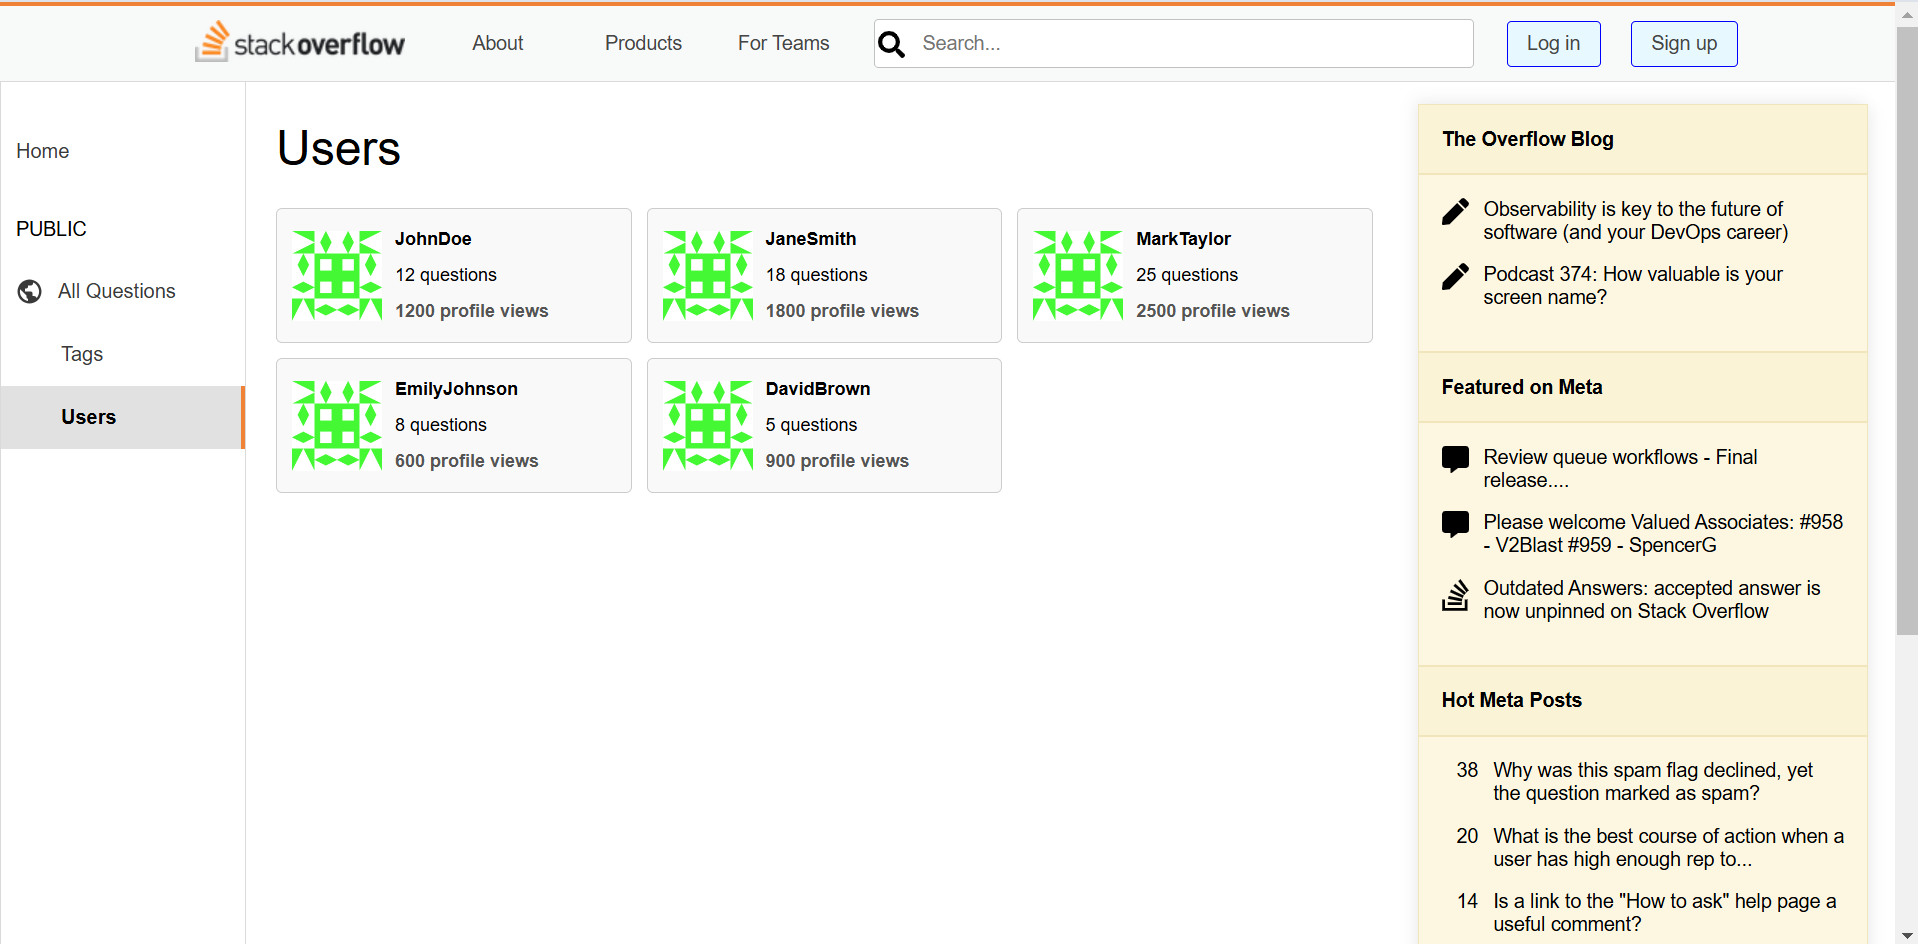 stackoverflow
About
Products
For Teams
Search...
Log in
Sign up
Home
PUBLIC
All Questions
Tags
Users
Users
JohnDoe
12 questions
1200 profile views
JaneSmith
18 questions
1800 profile views
MarkTaylor
25 questions
2500 profile views
EmilyJohnson
8 questions
600 profile views
DavidBrown
5 questions
900 profile views
The Overflow Blog
Observability is key to the future of
software (and your DevOps career)
Podcast 374: How valuable is your
screen name?
Featured on Meta
Review queue workflows - Final
release....
Please welcome Valued Associates: #958
- V2Blast #959 - SpencerG
Outdated Answers: accepted answer is
now unpinned on Stack Overflow
Hot Meta Posts
38 Why was this spam flag declined, yet
the question marked as spam?
20 What is the best course of action when a
user has high enough rep to...
14 Is a link to the "How to ask" help page a
useful comment?